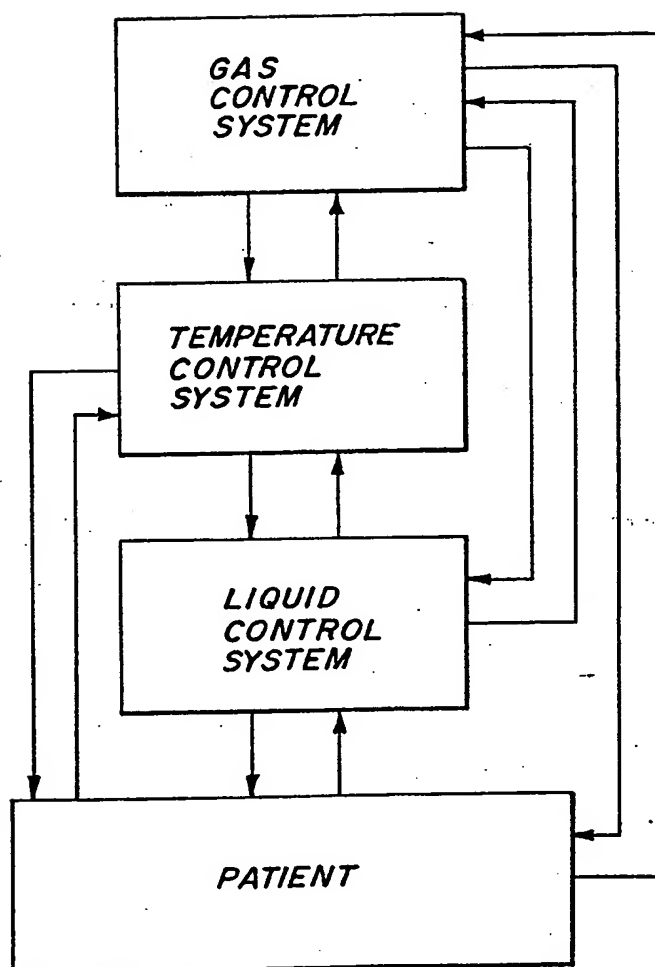 GAS
CONTROL
SYSTEM
TEMPERATURE
CONTROL
SYSTEM
LIQUID
CONTROL
SYSTEM
PATIENT